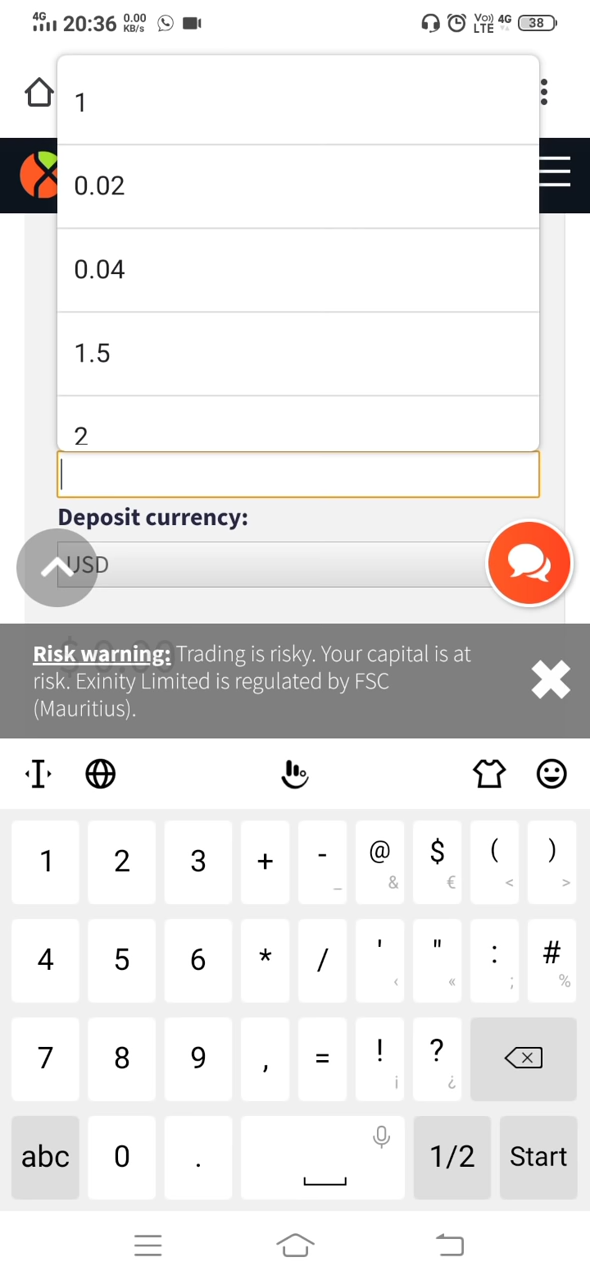 4G 20:36 0.00 KB/s Vo)) LTE 4G 38
1
0.02
0.04
1.5
2
Deposit currency:
USD
Risk warning: Trading is risky. Your capital is at
risk. Exinity Limited is regulated by FSC
(Mauritius).
1 2 3 + - _ @ & $ € ( < ) >
4 5 6 * / ' ‹ " « : ; # %
7 8 9 , = ! ¡ ? ¿
abc 0 . 1/2 Start